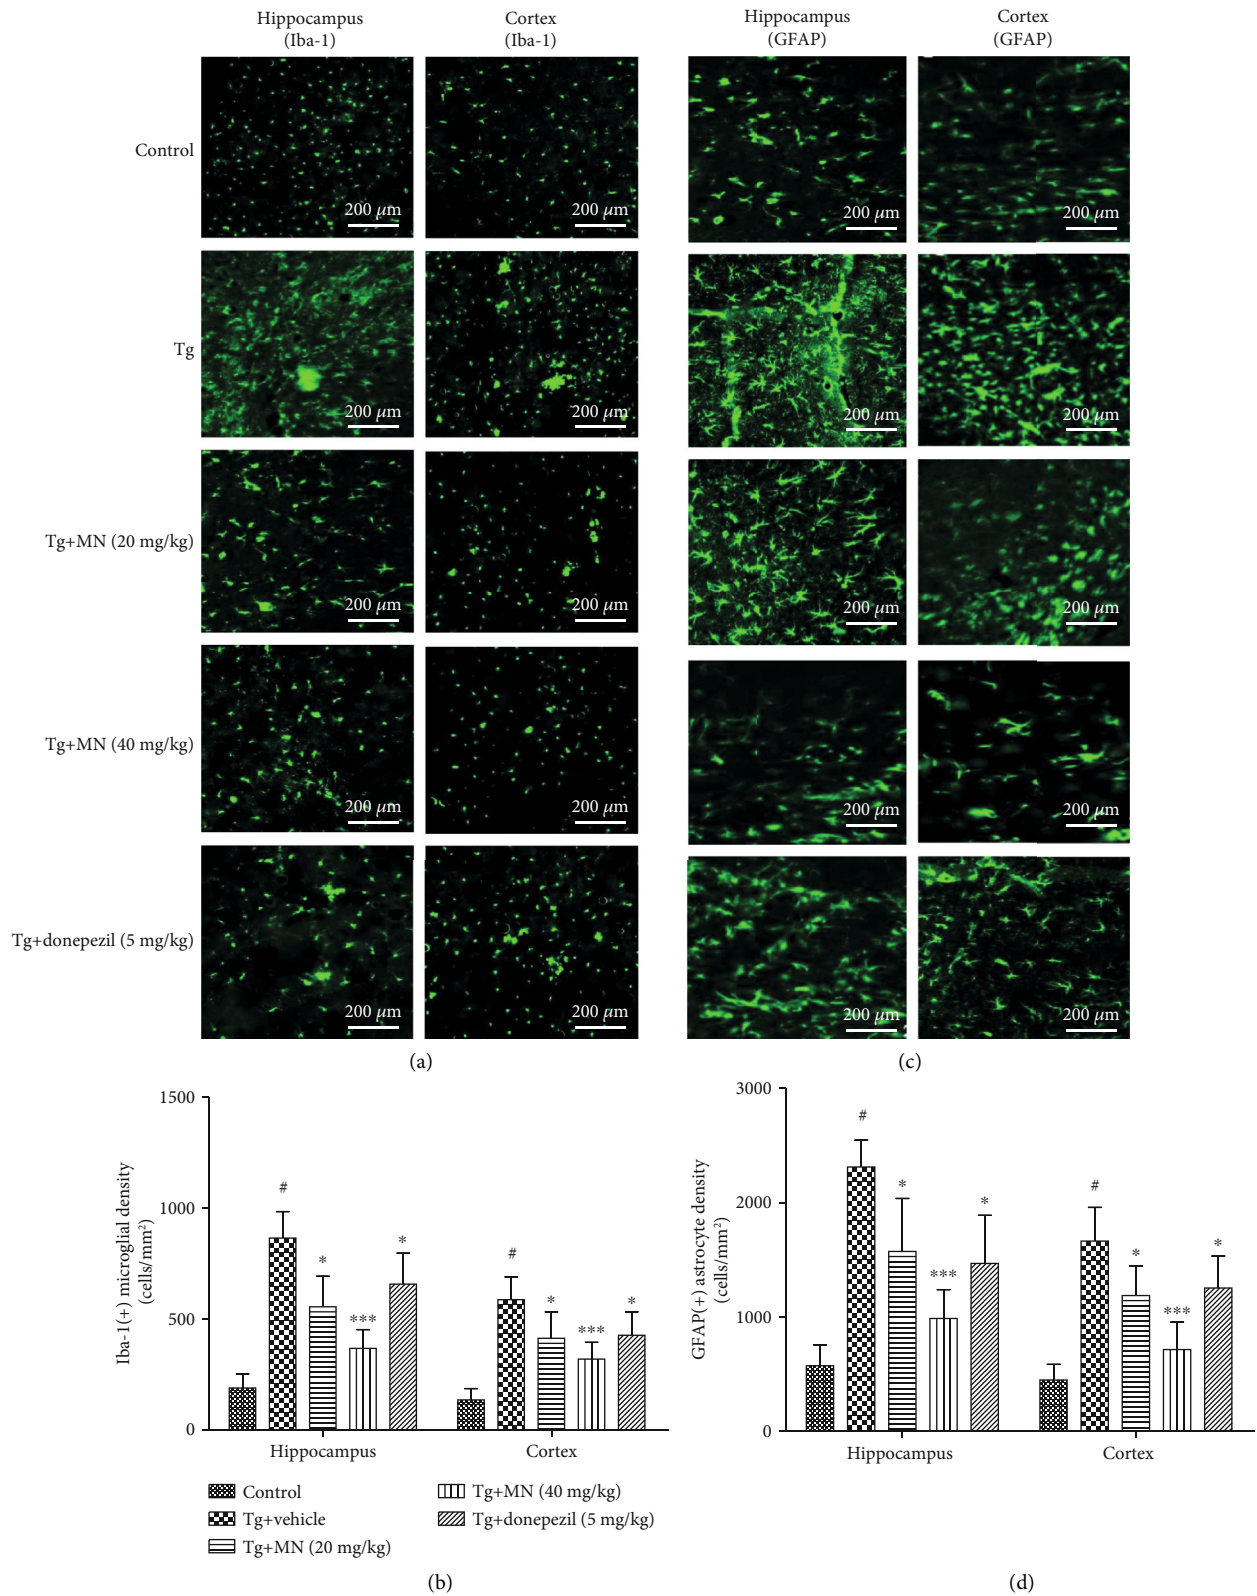 Hippocampus
(Iba-1)
Cortex
(Iba-1)
Hippocampus
(GFAP)
Cortex
(GFAP)
Control
200 μm
200 μm
200 μm
200 μm
Tg
200 μm
200 μm
200 μm
200 μm
Tg+MN (20 mg/kg)
200 μm
200 μm
200 μm
200 μm
Tg+MN (40 mg/kg)
200 μm
200 μm
200 μm
200 μm
Tg+donepezil (5 mg/kg)
200 μm
200 μm
200 μm
200 μm
(a)
(c)
Iba-1(+) microglial density
(cells/mm²)
1500
1000
500
0
#
*
***
*
#
*
***
*
Hippocampus
Cortex
Control
Tg+vehicle
Tg+MN (20 mg/kg)
Tg+MN (40 mg/kg)
Tg+donepezil (5 mg/kg)
(b)
GFAP(+) astrocyte density
(cells/mm²)
3000
2000
1000
0
#
*
***
*
#
*
***
*
Hippocampus
Cortex
(d)